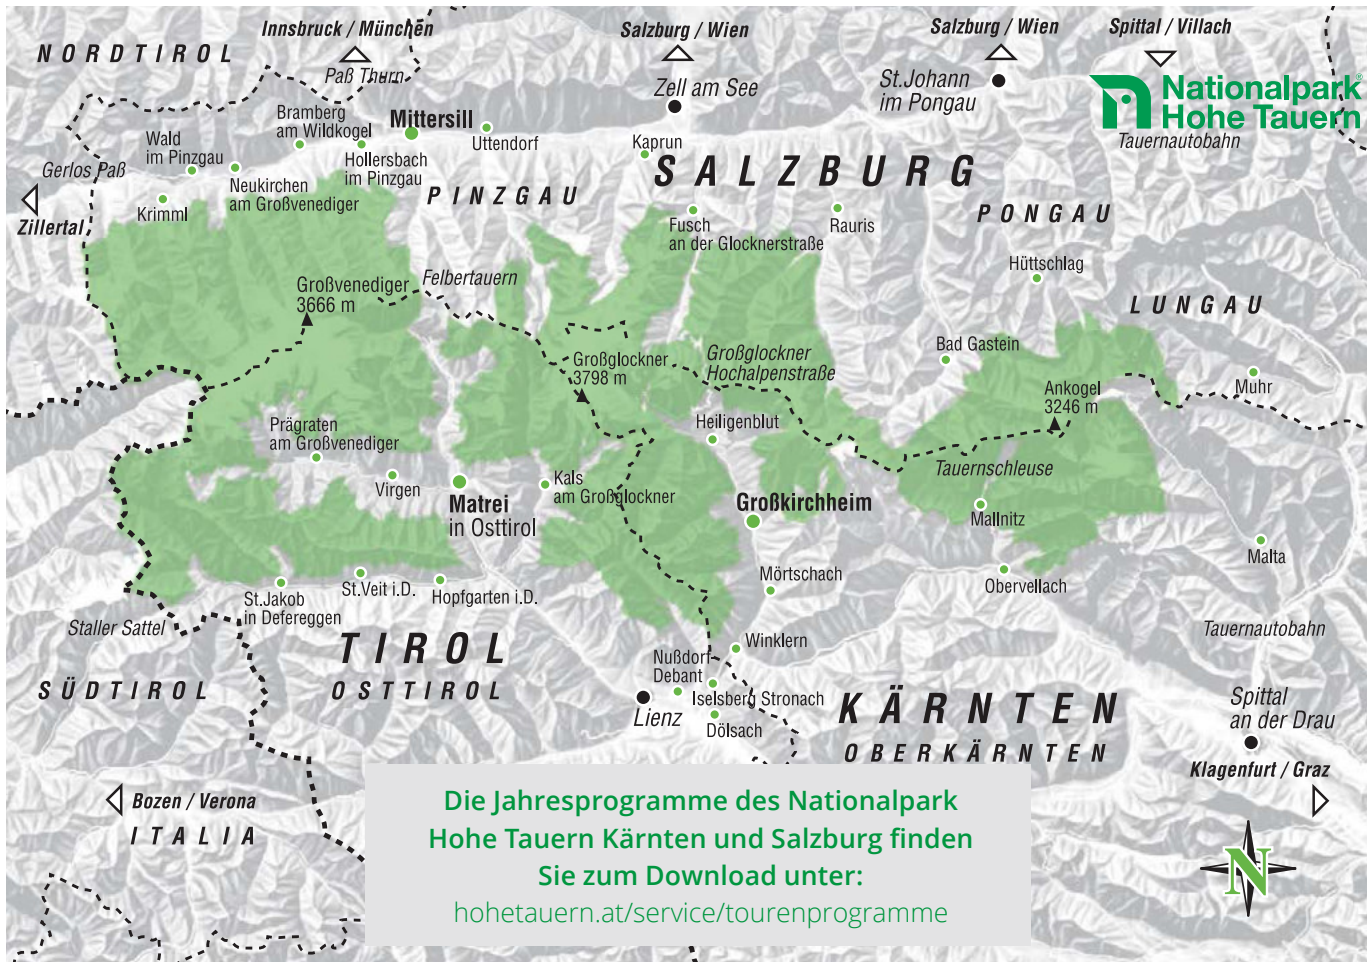 Innsbruck / München
Salzburg / Wien
Salzburg / Wien
Spittal / Villach
NORDTIROL
Paß Thurn
Zell am See
St.Johann
im Pongau
Nationalpark®
Hohe Tauern
Tauernautobahn
Bramberg
am Wildkogel
Mittersill
Uttendorf
Kaprun
Wald
im Pinzgau
Hollersbach
im Pinzgau
Gerlos Paß
Neukirchen
am Großvenediger
SALZBURG
PINZGAU
Krimml
Zillertal
Fusch
an der Glocknerstraße
Rauris
PONGAU
Hüttschlag
Großvenediger
3666 m
Felbertauern
LUNGAU
Großglockner
3798 m
Großglockner
Hochalpenstraße
Bad Gastein
Ankogel
3246 m
Muhr
Prägraten
am Großvenediger
Heiligenblut
Tauernschleuse
Virgen
Matrei
in Osttirol
Kals
am Großglockner
Großkirchheim
Mallnitz
Malta
St.Jakob
in Defereggen
St.Veit i.D.
Hopfgarten i.D.
Mörtschach
Obervellach
Staller Sattel
Tauernautobahn
TIROL
OSTTIROL
SÜDTIROL
Winklern
Nußdorf-
Debant
Iselsberg Stronach
Lienz
Dölsach
KÄRNTEN
OBERKÄRNTEN
Spittal
an der Drau
Klagenfurt / Graz
Bozen / Verona
ITALIA
Die Jahresprogramme des Nationalpark
Hohe Tauern Kärnten und Salzburg finden
Sie zum Download unter:
hohetauern.at/service/tourenprogramme
N